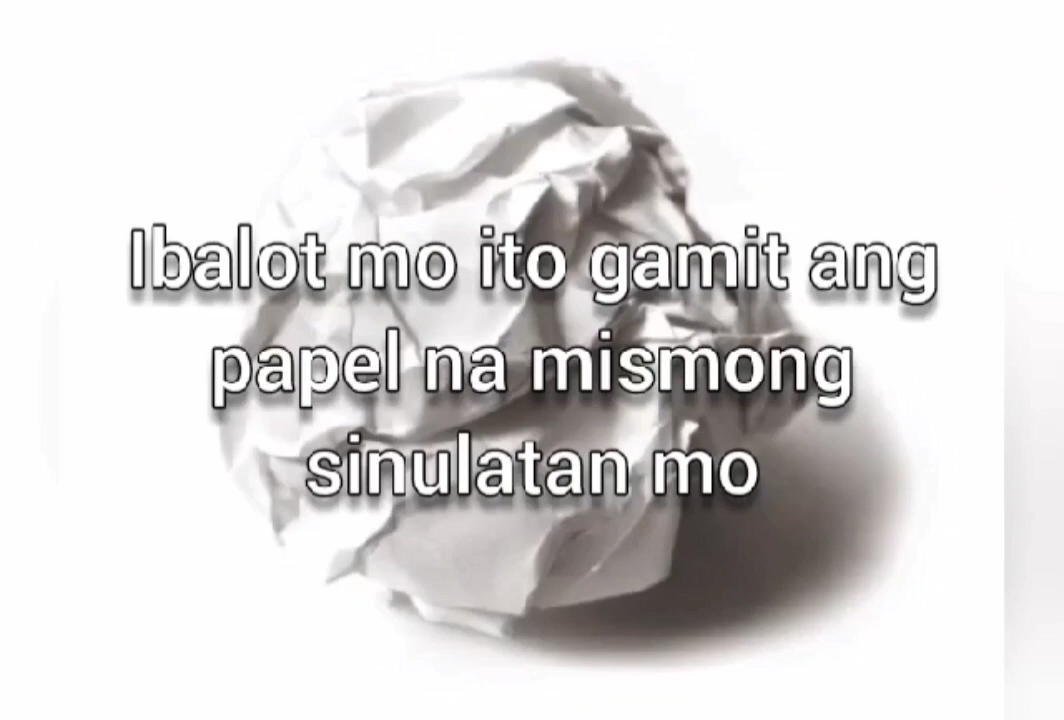 Ibalot mo ito gamit ang
papel na mismong
sinulatan mo